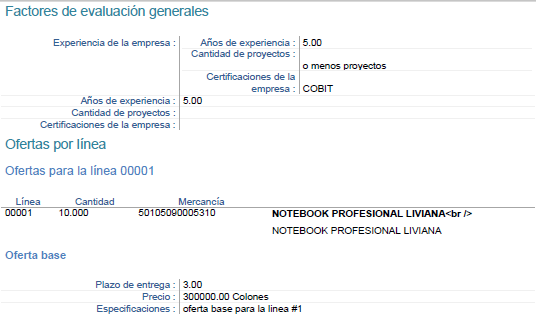 Factores de evaluación generales
Experiencia de la empresa : Años de experiencia : 5.00
Cantidad de proyectos :
o menos proyectos
Certificaciones de la
empresa : COBIT
Años de experiencia : 5.00
Cantidad de proyectos :
Certificaciones de la empresa :
Ofertas por línea
Ofertas para la línea 00001
Línea Cantidad Mercancía
00001 10.000 50105090005310 NOTEBOOK PROFESIONAL LIVIANA<br />
NOTEBOOK PROFESIONAL LIVIANA
Oferta base
Plazo de entrega : 3.00
Precio : 300000.00 Colones
Especificaciones : oferta base para la linea #1